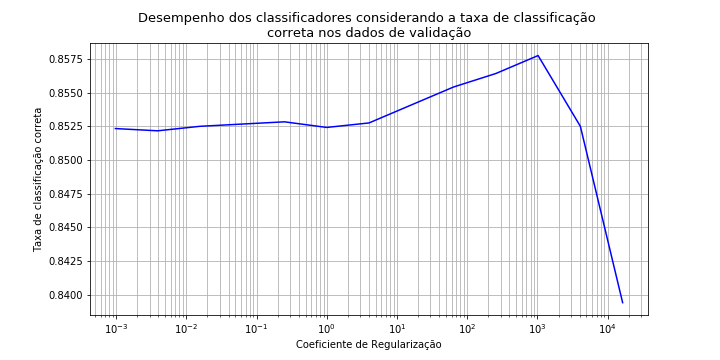 Desempenho dos classificadores considerando a taxa de classificação
correta nos dados de validação
Taxa de classificação correta
0.8575
0.8550
0.8525
0.8500
0.8475
0.8450
0.8425
0.8400
10⁻³ 10⁻² 10⁻¹ 10⁰ 10¹ 10² 10³ 10⁴
Coeficiente de Regularização